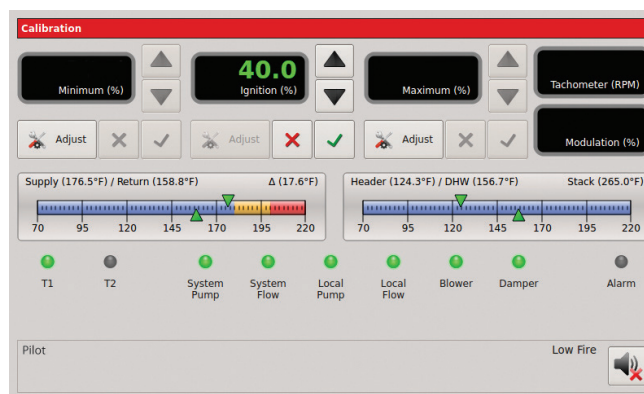 Calibration
Minimum (%)
40.0
Ignition (%)
Maximum (%)
Tachometer (RPM)
Modulation (%)
Adjust
Adjust
Adjust
Supply (176.5°F) / Return (158.8°F) Δ (17.6°F)
70 95 120 145 170 195 220
Header (124.3°F) / DHW (156.7°F) Stack (265.0°F)
70 95 120 145 170 195 220
T1 T2 System Pump System Flow Local Pump Local Flow Blower Damper Alarm
Pilot
Low Fire